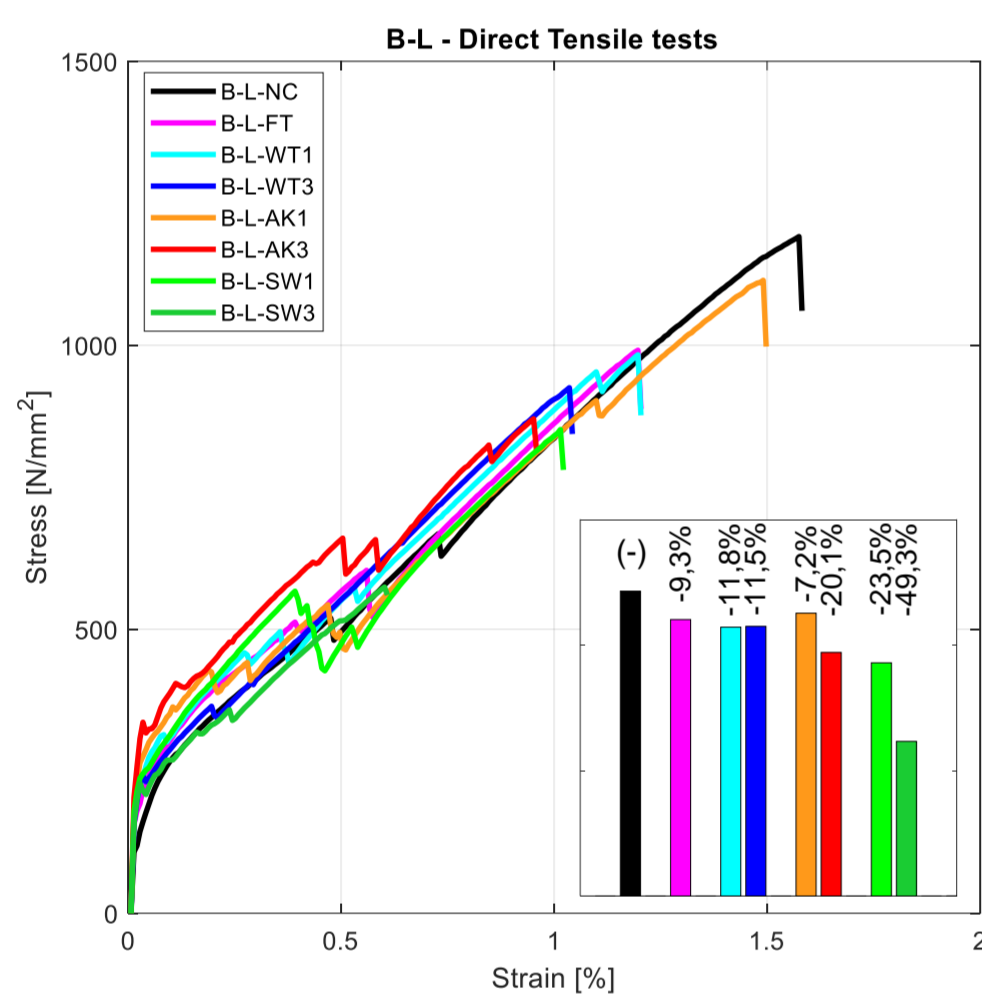 B-L - Direct Tensile tests
1500
1000
500
0
Stress [N/mm²]
B-L-NC
B-L-FT
B-L-WT1
B-L-WT3
B-L-AK1
B-L-AK3
B-L-SW1
B-L-SW3
(-)
-9,3%
-11,8%
-11,5%
-7,2%
-20,1%
-23,5%
-49,3%
0
0.5
1
1.5
2
Strain [%]